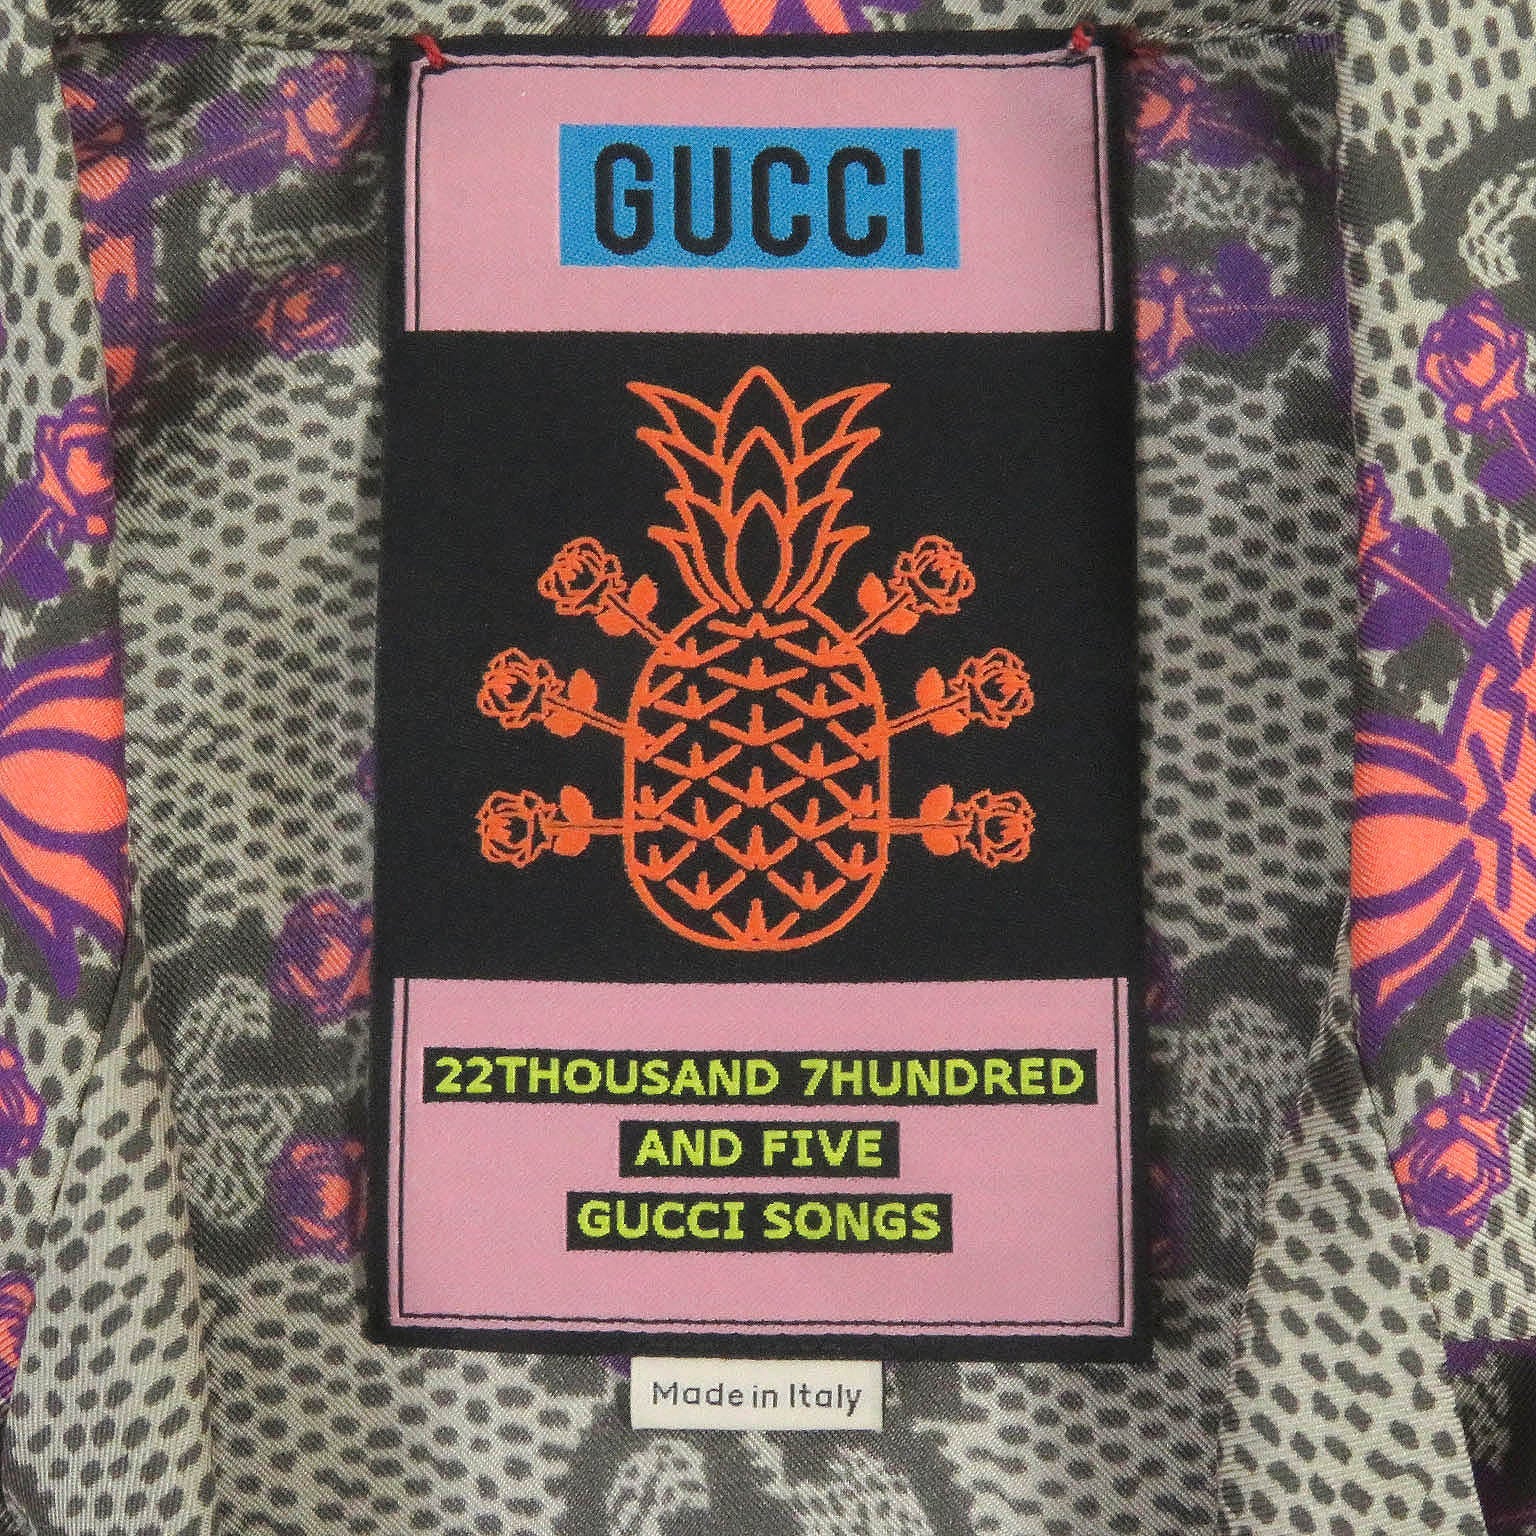 GUCCI
22THOUSAND 7HUNDRED
AND FIVE
GUCCI SONGS
Made in Italy